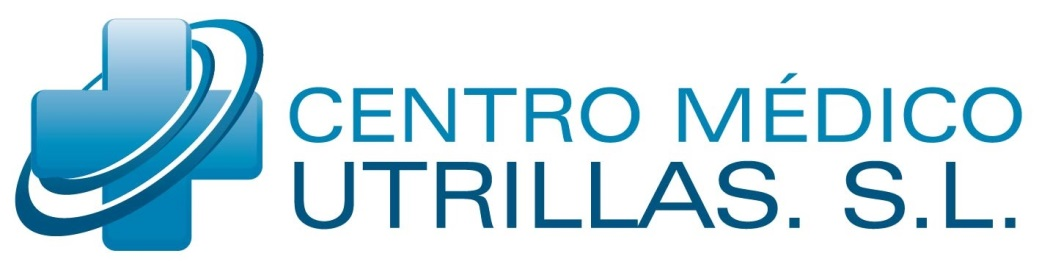 CENTRO MÉDICO
UTRILLAS. S.L.